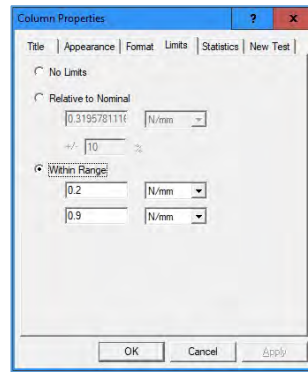 Column Properties ? x
Title Appearance Format Limits Statistics New Test
No Limits
Relative to Nominal
0.3195781116 N/mm
+/- 10 %
Within Range
0.2 N/mm
0.9 N/mm
OK Cancel Apply